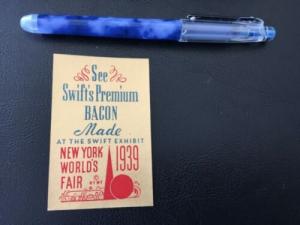 See
Swift's Premium
BACON
Made
AT THE SWIFT EXHIBIT
NEW YORK
WORLD'S
FAIR
1939